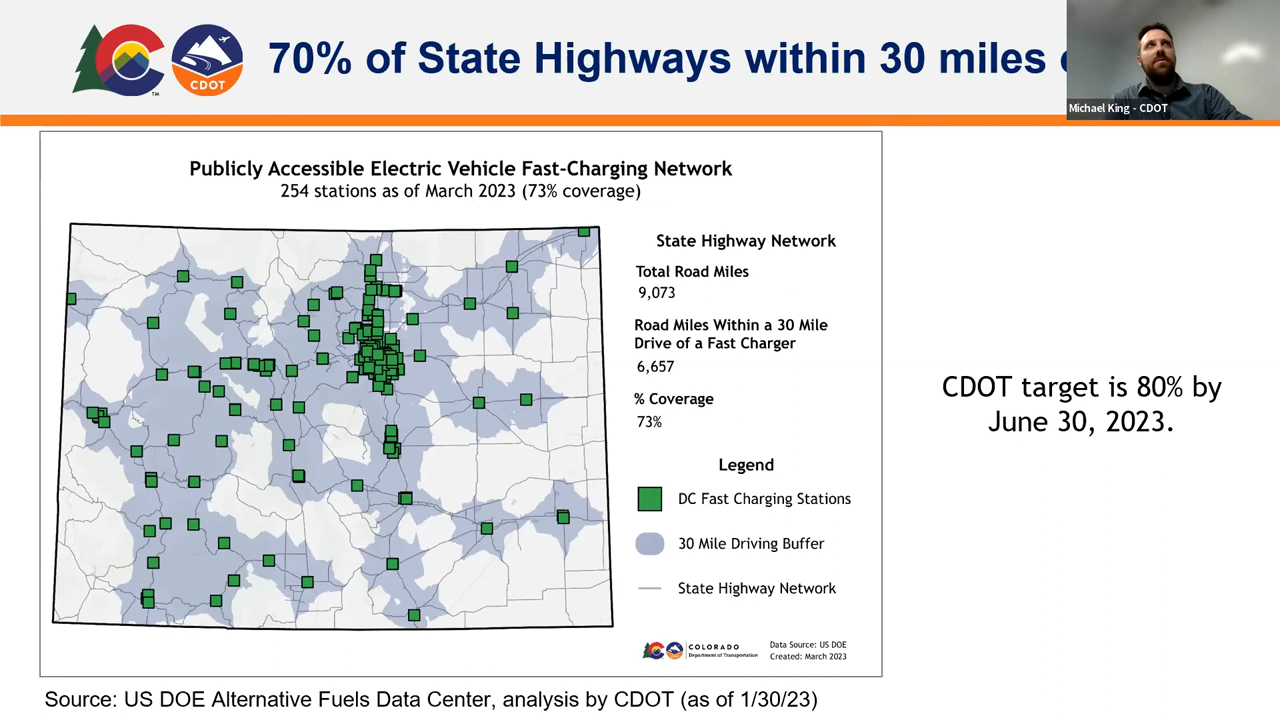 70% of State Highways within 30 miles
Michael King - CDOT
CDOT
TM
Publicly Accessible Electric Vehicle Fast-Charging Network
254 stations as of March 2023 (73% coverage)
State Highway Network
Total Road Miles
9,073
Road Miles Within a 30 Mile
Drive of a Fast Charger
6,657
% Coverage
73%
Legend
DC Fast Charging Stations
30 Mile Driving Buffer
State Highway Network
COLORADO
Department of Transportation
Data Source: US DOE
Created: March 2023
CDOT target is 80% by
June 30, 2023.
Source: US DOE Alternative Fuels Data Center, analysis by CDOT (as of 1/30/23)